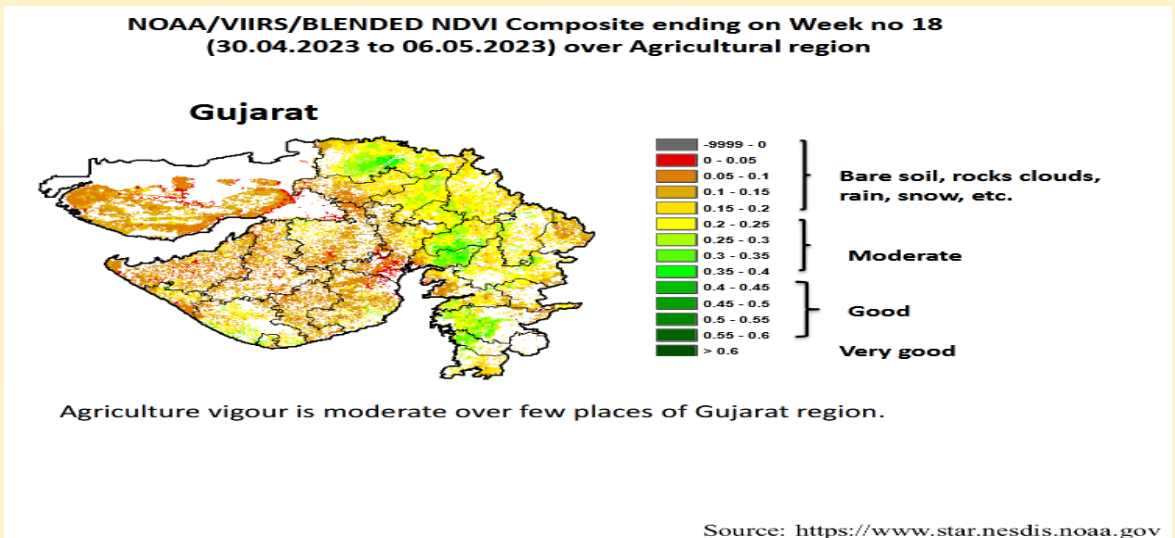 NOAA/VIIRS/BLENDED NDVI Composite ending on Week no 18
(30.04.2023 to 06.05.2023) over Agricultural region
Gujarat
-9999 - 0
0 - 0.05
0.05 - 0.1
0.1 - 0.15
0.15 - 0.2
0.2 - 0.25
0.25 - 0.3
0.3 - 0.35
0.35 - 0.4
0.4 - 0.45
0.45 - 0.5
0.5 - 0.55
0.55 - 0.6
> 0.6
Bare soil, rocks clouds,
rain, snow, etc.
Moderate
Good
Very good
Agriculture vigour is moderate over few places of Gujarat region.
Source: https://www.star.nesdis.noaa.gov